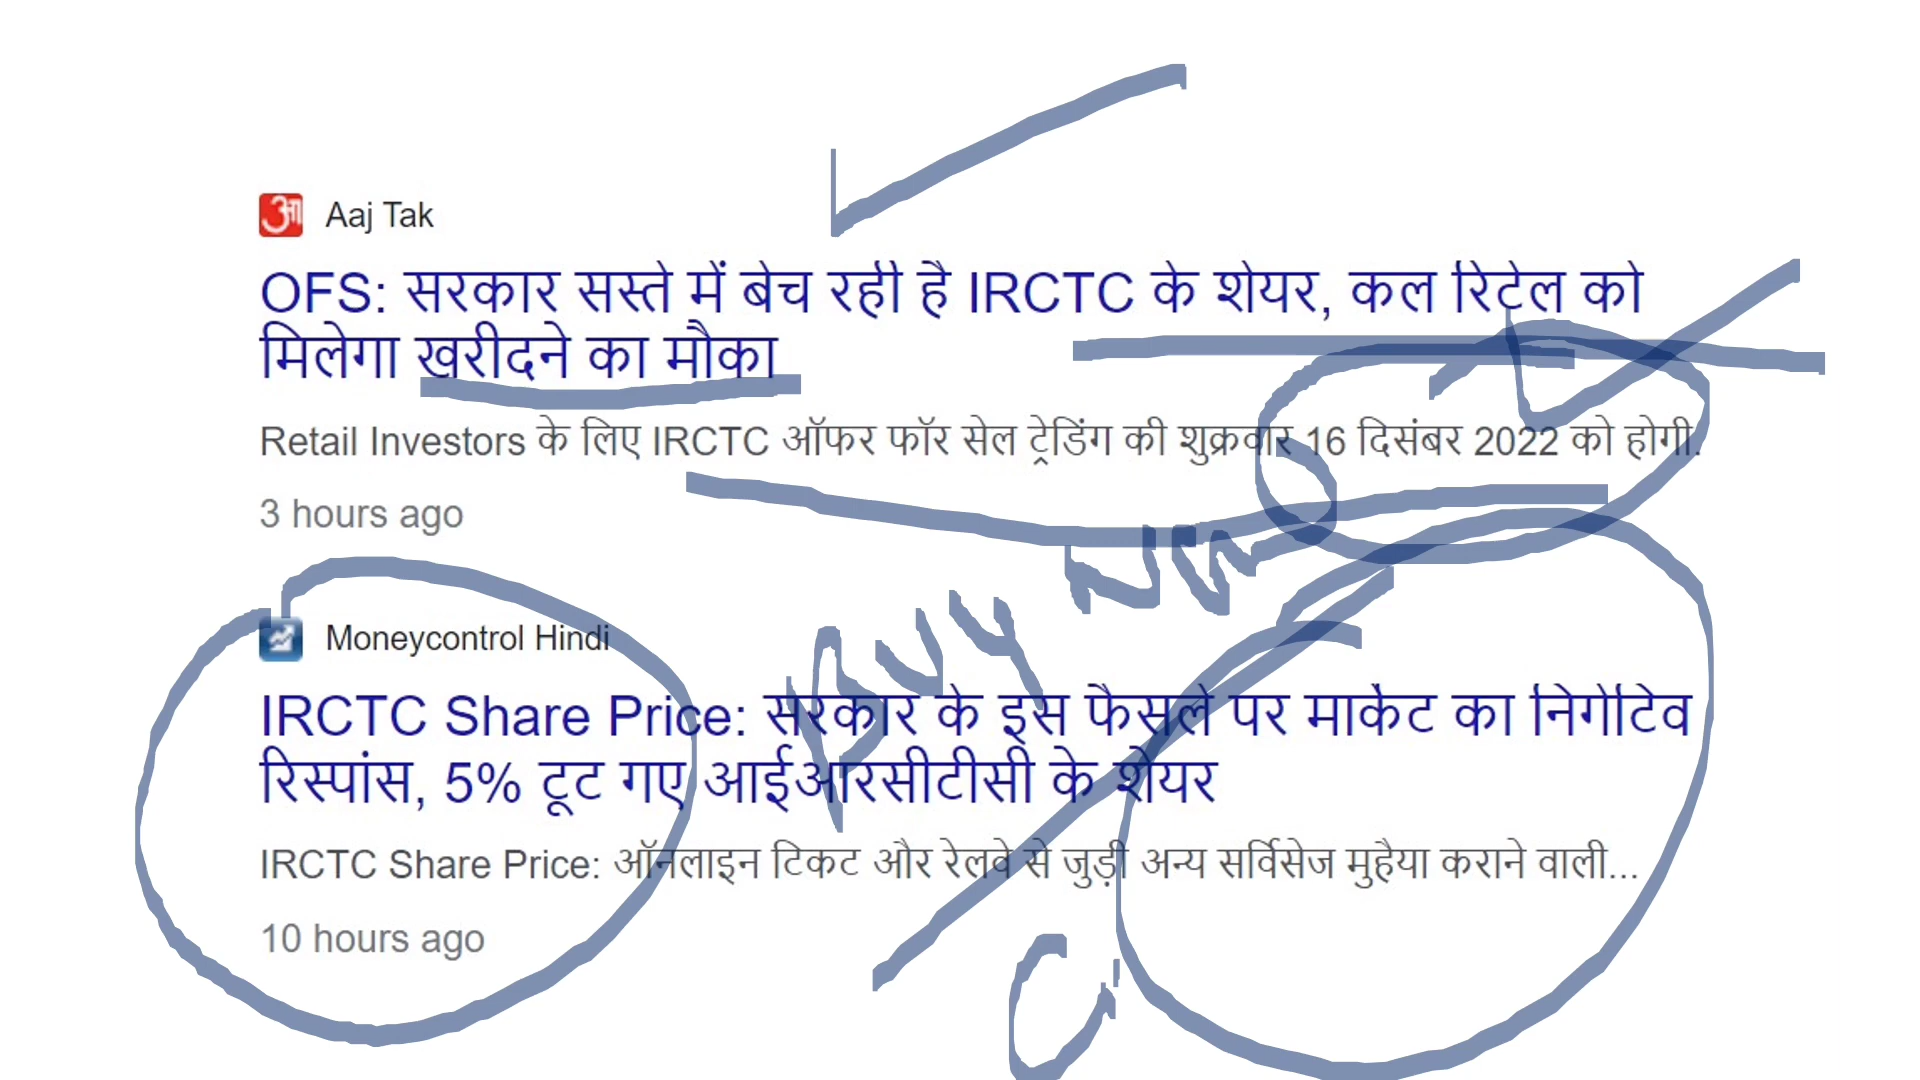 Aaj Tak
OFS: सरकार सस्ते में बेच रही है IRCTC के शेयर, कल रिटेल को
मिलेगा खरीदने का मौका
Retail Investors के लिए IRCTC ऑफर फॉर सेल ट्रेडिंग की शुक्रवार 16 दिसंबर 2022 को होगी.
3 hours ago
BUY
Moneycontrol Hindi
IRCTC Share Price: सरकार के इस फैसले पर मार्केट का निगेटिव
रिस्पांस, 5% टूट गए आईआरसीटीसी के शेयर
IRCTC Share Price: ऑनलाइन टिकट और रेलवे से जुड़ी अन्य सर्विसेज मुहैया कराने वाली...
10 hours ago